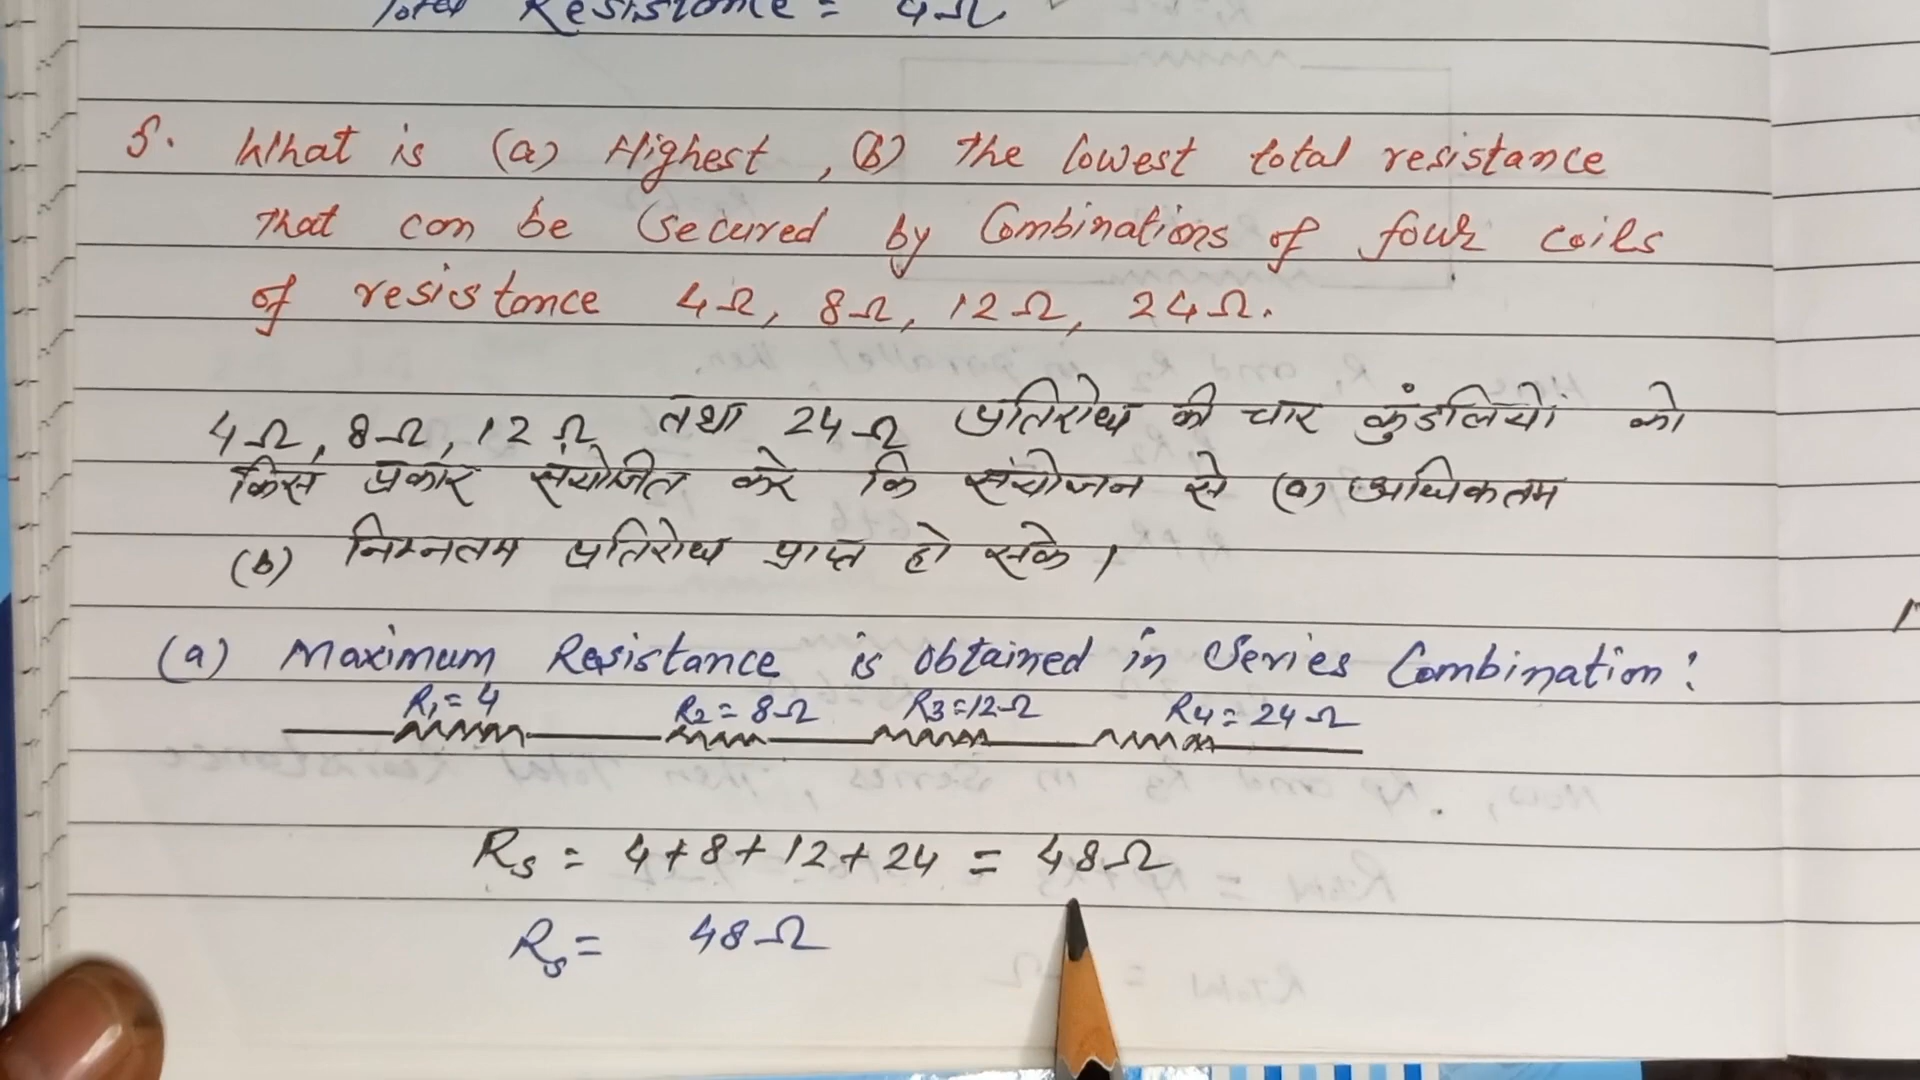 Total Resistance = 4Ω
5. What is (a) Highest, (b) The lowest total resistance
That can be Secured by Combinations of four coils
of resistance 4Ω, 8Ω, 12Ω, 24Ω.
4Ω, 8Ω, 12Ω तथा 24Ω प्रतिरोध की चार कुंडलियों को
किस प्रकार संयोजित करे कि संयोजन से (a) अधिकतम
(b) निम्नतम प्रतिरोध प्राप्त हो सके।
(a) Maximum Resistance is obtained in Series Combination:
R₁= 4 R₂ = 8Ω R₃=12Ω R₄= 24Ω
Rs = 4+8+12+24 = 48Ω
Rs = 48Ω